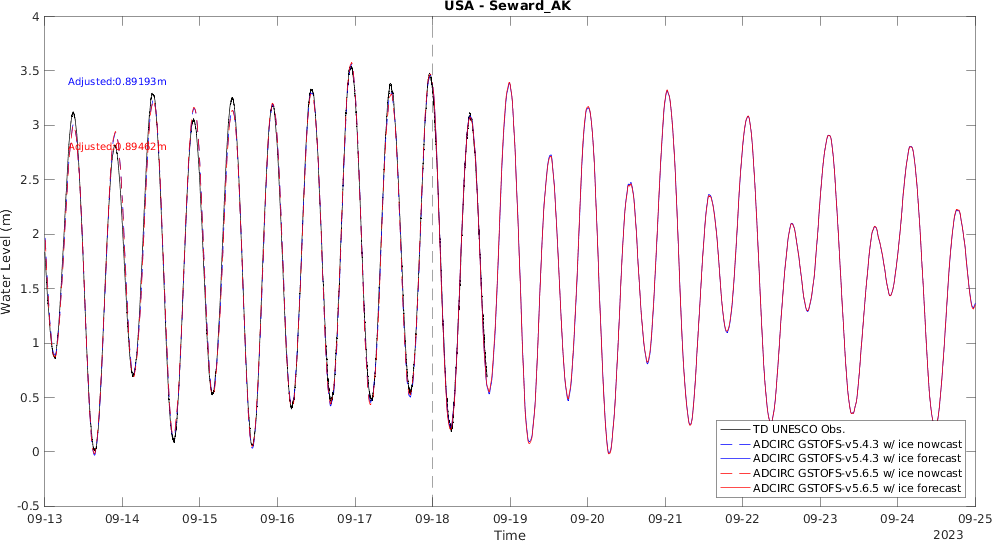 USA - Seward_AK
4
3.5
3
2.5
2
1.5
1
0.5
0
-0.5
Water Level (m)
Adjusted:0.89193m
Adjusted:0.89462m
TD UNESCO Obs.
ADCIRC GSTOFS-v5.4.3 w/ ice nowcast
ADCIRC GSTOFS-v5.4.3 w/ ice forecast
ADCIRC GSTOFS-v5.6.5 w/ ice nowcast
ADCIRC GSTOFS-v5.6.5 w/ ice forecast
09-13 09-14 09-15 09-16 09-17 09-18 09-19 09-20 09-21 09-22 09-23 09-24 09-25
Time
2023